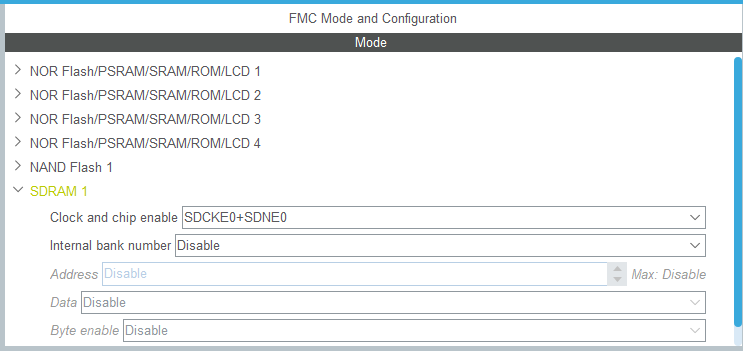 FMC Mode and Configuration
Mode
NOR Flash/PSRAM/SRAM/ROM/LCD 1
NOR Flash/PSRAM/SRAM/ROM/LCD 2
NOR Flash/PSRAM/SRAM/ROM/LCD 3
NOR Flash/PSRAM/SRAM/ROM/LCD 4
NAND Flash 1
SDRAM 1
Clock and chip enable SDCKE0+SDNE0
Internal bank number Disable
Address Disable Max: Disable
Data Disable
Byte enable Disable